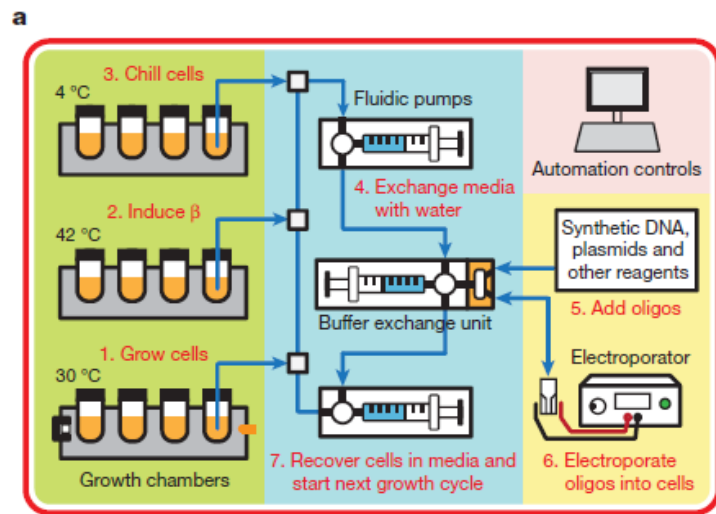 a
3. Chill cells
4 °C
2. Induce β
42 °C
1. Grow cells
30 °C
Growth chambers
Fluidic pumps
4. Exchange media
with water
Buffer exchange unit
7. Recover cells in media and
start next growth cycle
Automation controls
Synthetic DNA,
plasmids and
other reagents
5. Add oligos
Electroporator
6. Electroporate
oligos into cells